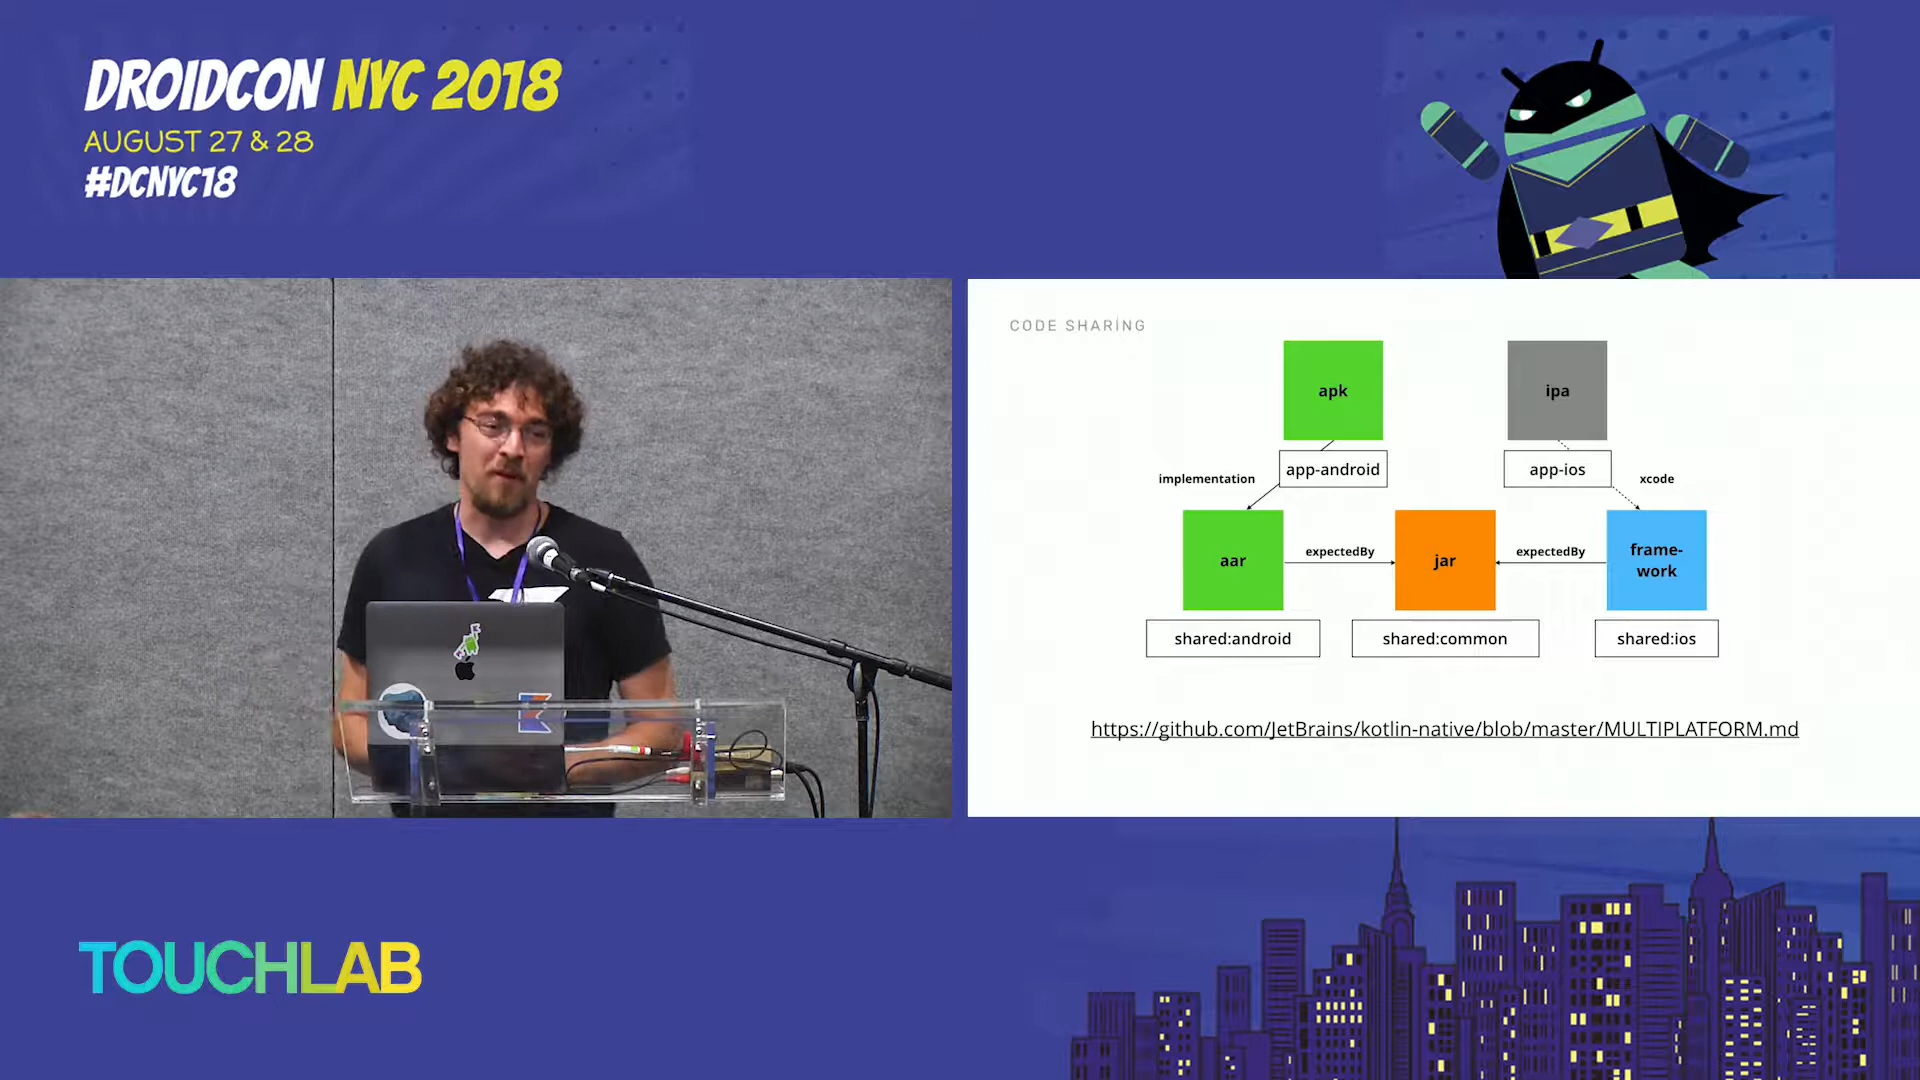 DROIDCON NYC 2018
AUGUST 27 & 28
#DCNYC18
CODE SHARING
apk
ipa
app-android
app-ios
implementation
xcode
aar
expectedBy
jar
expectedBy
frame-
work
shared:android
shared:common
shared:ios
https://github.com/JetBrains/kotlin-native/blob/master/MULTIPLATFORM.md
TOUCHLAB